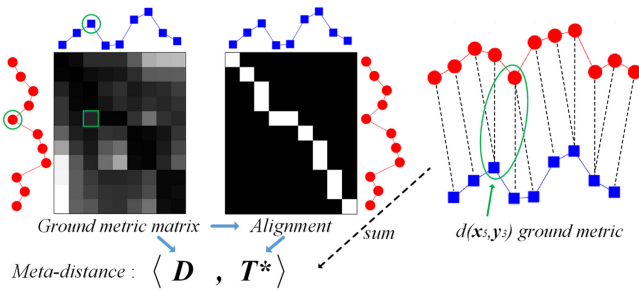 Ground metric matrix
Alignment
sum
d(x₅,y₃) ground metric
Meta-distance : ⟨ D , T* ⟩